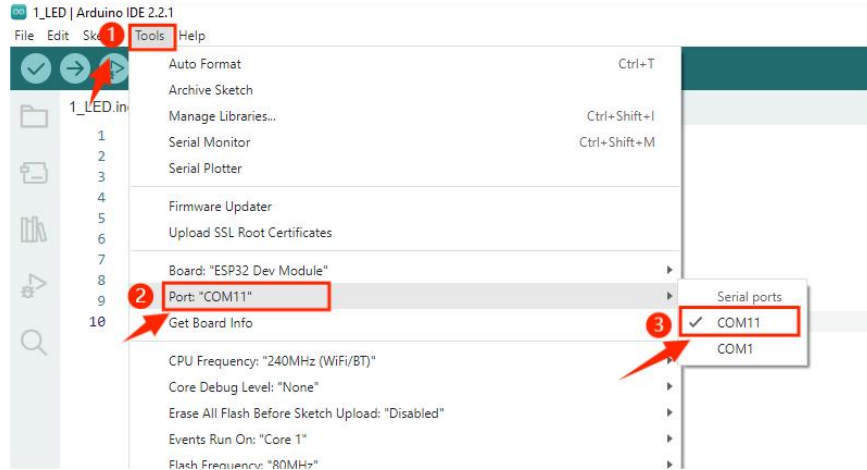 1_LED | Arduino IDE 2.2.1
File Edit Sk Tools Help
1
Auto Format Ctrl+T
Archive Sketch
1_LED.in
Manage Libraries... Ctrl+Shift+I
1
Serial Monitor Ctrl+Shift+M
2
Serial Plotter
3
4
Firmware Updater
5
Upload SSL Root Certificates
6
7
Board: "ESP32 Dev Module"
8
2 Port: "COM11" Serial ports
9
Get Board Info 3 COM11
10
COM1
CPU Frequency: "240MHz (WiFi/BT)"
Core Debug Level: "None"
Erase All Flash Before Sketch Upload: "Disabled"
Events Run On: "Core 1"
Flash Frequency: "80MHz"